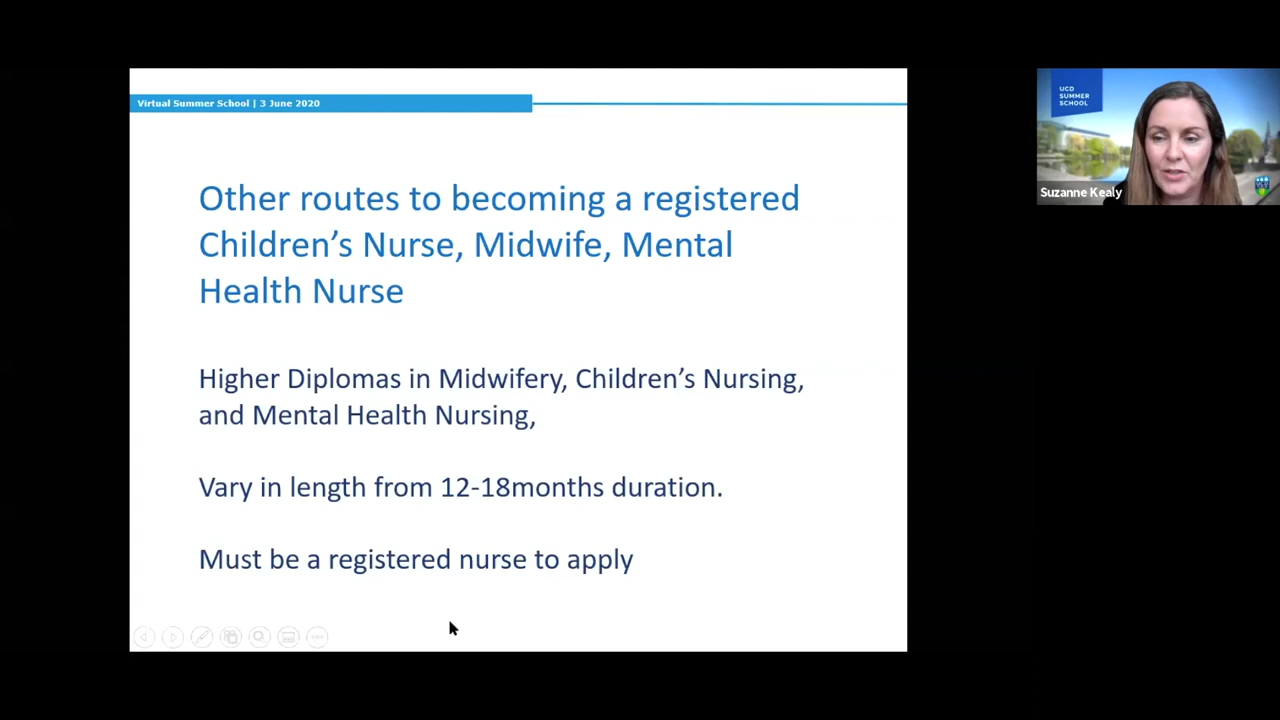 Virtual Summer School | 3 June 2020
Other routes to becoming a registered
Children's Nurse, Midwife, Mental
Health Nurse
Higher Diplomas in Midwifery, Children's Nursing,
and Mental Health Nursing,
Vary in length from 12-18months duration.
Must be a registered nurse to apply
UCD
SUMMER
SCHOOL
Suzanne Kealy